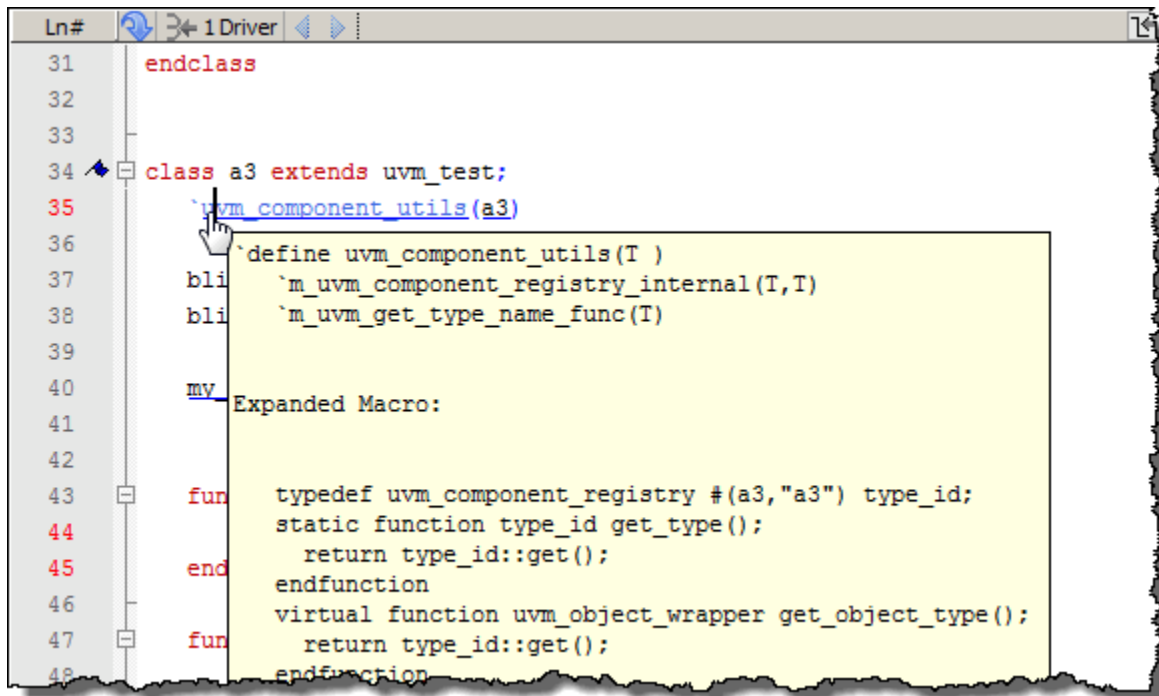 Ln# 1 Driver
31 endclass
32
33
34 class a3 extends uvm_test;
35 `uvm_component_utils(a3)
36 `define uvm_component_utils(T )
37 bli `m_uvm_component_registry_internal(T,T)
38 bli `m_uvm_get_type_name_func(T)
39
40 my_
Expanded Macro:
41
42
43 fun typedef uvm_component_registry #(a3,"a3") type_id;
44 static function type_id get_type();
45 end return type_id::get();
endfunction
46 virtual function uvm_object_wrapper get_object_type();
47 fun return type_id::get();
48 endfunction